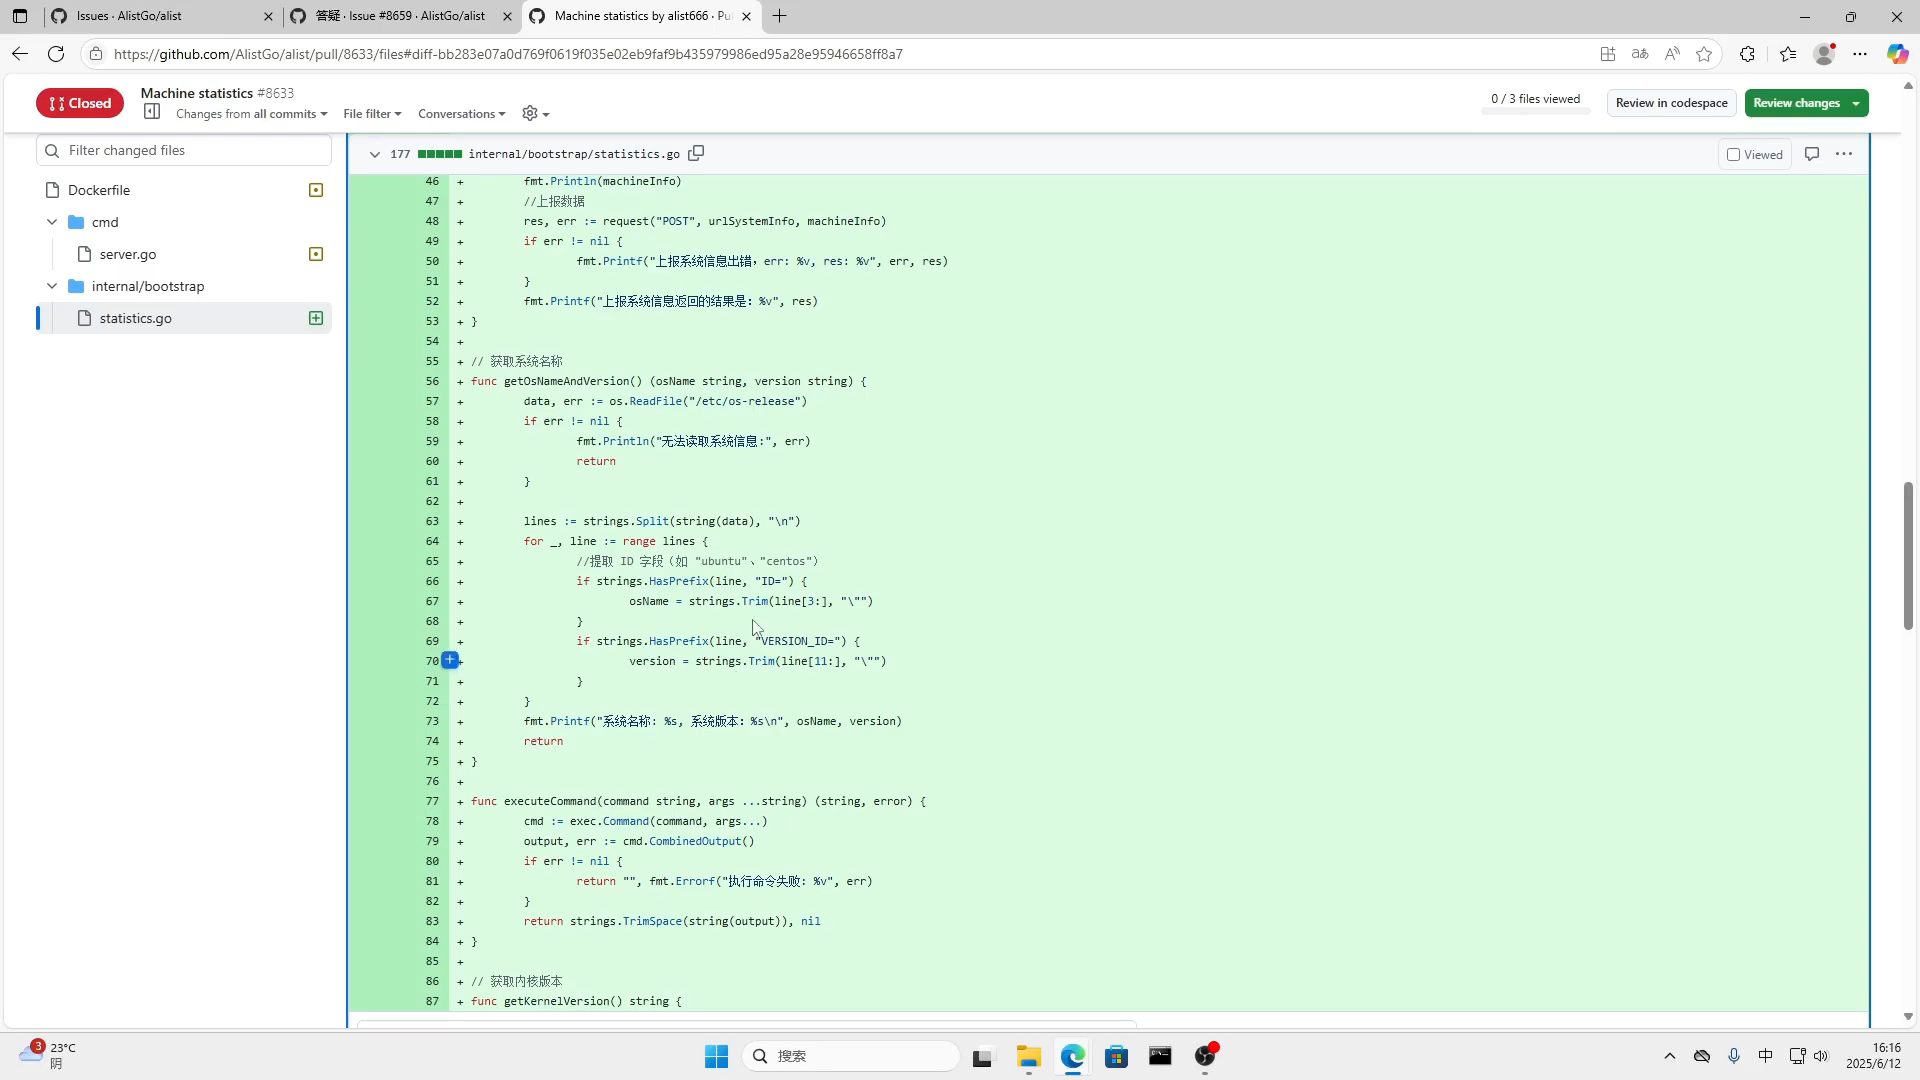 Issues · AlistGo/alist
答疑 · Issue #8659 · AlistGo/alist
Machine statistics by alist666 · Pu
https://github.com/AlistGo/alist/pull/8633/files#diff-bb283e07a0d769f0619f035e02eb9faf9b435979986ed95a28e95946658ff8a7
Closed
Machine statistics #8633
Changes from all commits
File filter
Conversations
0 / 3 files viewed
Review in codespace
Review changes
Filter changed files
Dockerfile
cmd
server.go
internal/bootstrap
statistics.go
177 internal/bootstrap/statistics.go
Viewed
46 + fmt.Println(machineInfo)
47 + //上报数据
48 + res, err := request("POST", urlSystemInfo, machineInfo)
49 + if err != nil {
50 + fmt.Printf("上报系统信息出错，err: %v, res: %v", err, res)
51 + }
52 + fmt.Printf("上报系统信息返回的结果是: %v", res)
53 + }
54 +
55 + // 获取系统名称
56 + func getOsNameAndVersion() (osName string, version string) {
57 + data, err := os.ReadFile("/etc/os-release")
58 + if err != nil {
59 + fmt.Println("无法读取系统信息:", err)
60 + return
61 + }
62 +
63 + lines := strings.Split(string(data), "\n")
64 + for _, line := range lines {
65 + //提取 ID 字段（如 "ubuntu"、"centos"）
66 + if strings.HasPrefix(line, "ID=") {
67 + osName = strings.Trim(line[3:], "\"")
68 + }
69 + if strings.HasPrefix(line, "VERSION_ID=") {
70 + version = strings.Trim(line[11:], "\"")
71 + }
72 + }
73 + fmt.Printf("系统名称: %s, 系统版本: %s\n", osName, version)
74 + return
75 + }
76 +
77 + func executeCommand(command string, args ...string) (string, error) {
78 + cmd := exec.Command(command, args...)
79 + output, err := cmd.CombinedOutput()
80 + if err != nil {
81 + return "", fmt.Errorf("执行命令失败: %v", err)
82 + }
83 + return strings.TrimSpace(string(output)), nil
84 + }
85 +
86 + // 获取内核版本
87 + func getKernelVersion() string {
3
23°C
阴
搜索
中
16:16
2025/6/12